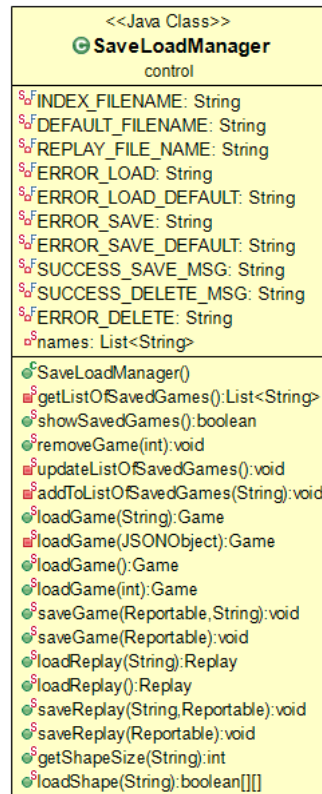 <<Java Class>>
SaveLoadManager
control
INDEX_FILENAME: String
DEFAULT_FILENAME: String
REPLAY_FILE_NAME: String
ERROR_LOAD: String
ERROR_LOAD_DEFAULT: String
ERROR_SAVE: String
ERROR_SAVE_DEFAULT: String
SUCCESS_SAVE_MSG: String
SUCCESS_DELETE_MSG: String
ERROR_DELETE: String
names: List<String>
SaveLoadManager()
getListOfSavedGames():List<String>
showSavedGames():boolean
removeGame(int):void
updateListOfSavedGames():void
addToListOfSavedGames(String):void
loadGame(String):Game
loadGame(JSONObject):Game
loadGame():Game
loadGame(int):Game
saveGame(Reportable,String):void
saveGame(Reportable):void
loadReplay(String):Replay
loadReplay():Replay
saveReplay(String,Reportable):void
saveReplay(Reportable):void
getShapeSize(String):int
loadShape(String):boolean[][]